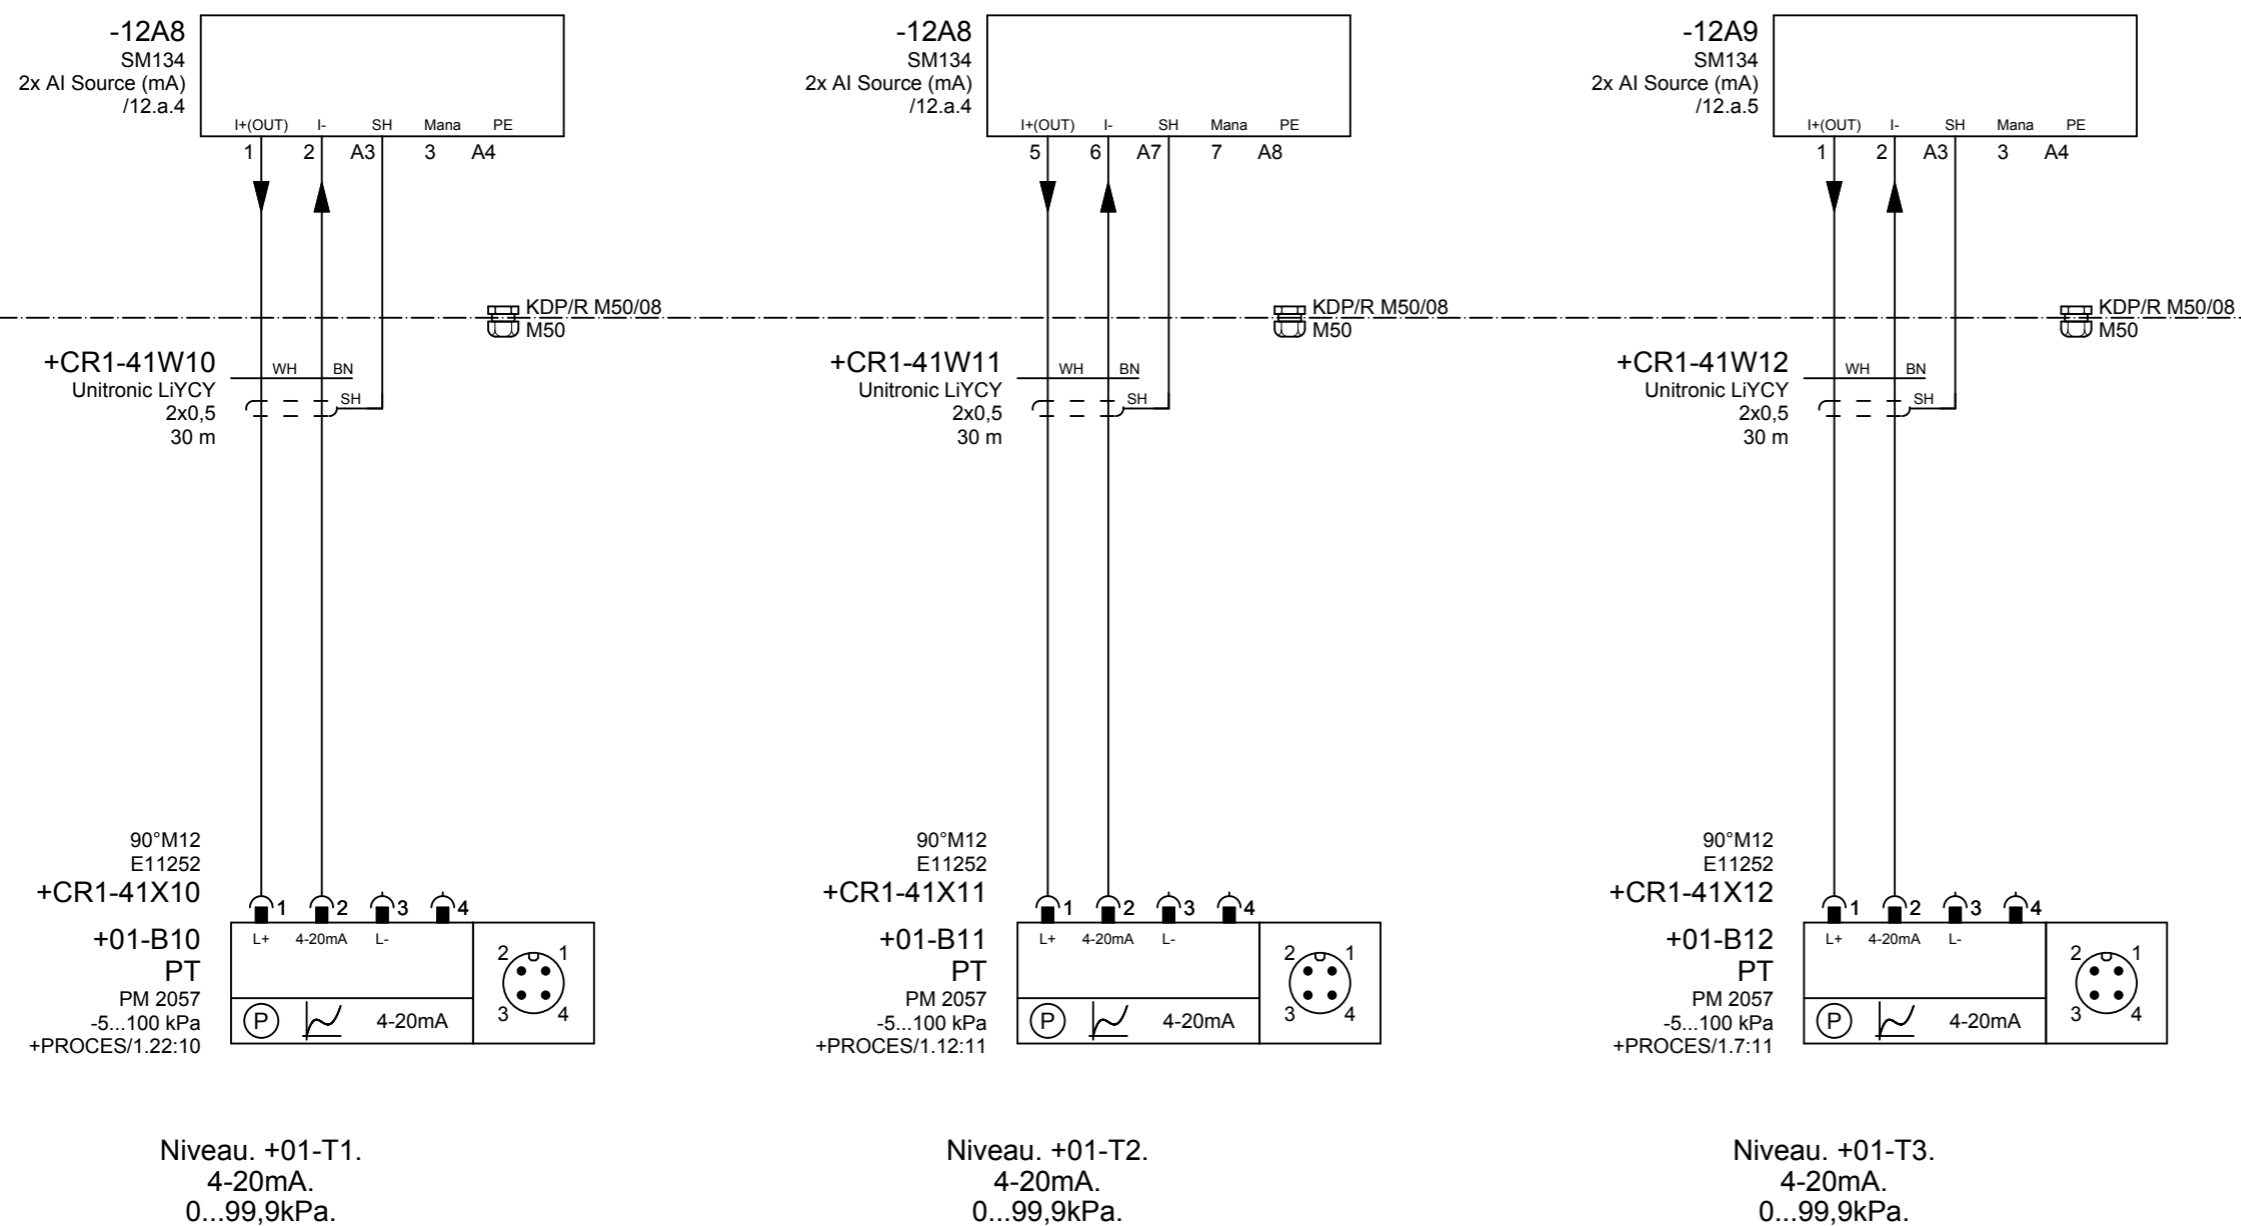 -12A8
SM134
2x AI Source (mA)
/12.a.4
I+(OUT) I- SH Mana PE
1 2 A3 3 A4
KDP/R M50/08
M50
+CR1-41W10
Unitronic LiYCY
2x0,5
30 m
WH BN
SH
90°M12
E11252
+CR1-41X10
1 2 3 4
+01-B10
PT
PM 2057
-5...100 kPa
+PROCES/1.22:10
L+ 4-20mA L-
P 4-20mA
2 1
3 4
Niveau. +01-T1.
4-20mA.
0...99,9kPa.
-12A8
SM134
2x AI Source (mA)
/12.a.4
I+(OUT) I- SH Mana PE
5 6 A7 7 A8
KDP/R M50/08
M50
+CR1-41W11
Unitronic LiYCY
2x0,5
30 m
WH BN
SH
90°M12
E11252
+CR1-41X11
1 2 3 4
+01-B11
PT
PM 2057
-5...100 kPa
+PROCES/1.12:11
L+ 4-20mA L-
P 4-20mA
2 1
3 4
Niveau. +01-T2.
4-20mA.
0...99,9kPa.
-12A9
SM134
2x AI Source (mA)
/12.a.5
I+(OUT) I- SH Mana PE
1 2 A3 3 A4
KDP/R M50/08
M50
+CR1-41W12
Unitronic LiYCY
2x0,5
30 m
WH BN
SH
90°M12
E11252
+CR1-41X12
1 2 3 4
+01-B12
PT
PM 2057
-5...100 kPa
+PROCES/1.7:11
L+ 4-20mA L-
P 4-20mA
2 1
3 4
Niveau. +01-T3.
4-20mA.
0...99,9kPa.